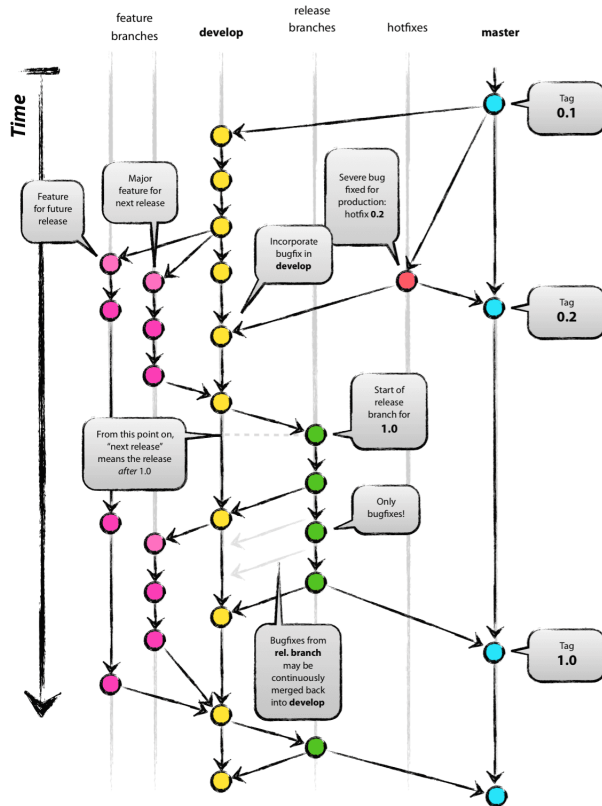 feature
branches
develop
release
branches
hotfixes
master
Time
Tag
0.1
Major
feature for
next release
Feature
for future
release
Severe bug
fixed for
production:
hotfix 0.2
Incorporate
bugfix in
develop
Tag
0.2
Start of
release
branch for
1.0
From this point on,
“next release”
means the release
after 1.0
Only
bugfixes!
Bugfixes from
rel. branch
may be
continuously
merged back
into develop
Tag
1.0